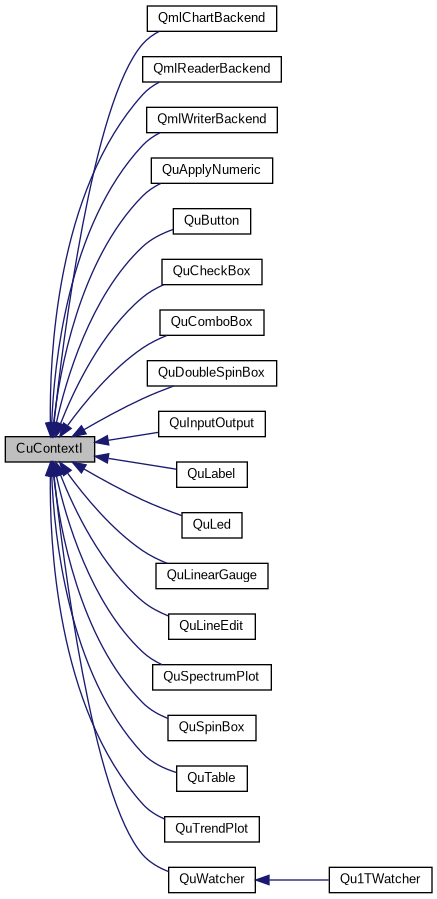 QmlChartBackend
QmlReaderBackend
QmlWriterBackend
QuApplyNumeric
QuButton
QuCheckBox
QuComboBox
QuDoubleSpinBox
QuInputOutput
CuContextI
QuLabel
QuLed
QuLinearGauge
QuLineEdit
QuSpectrumPlot
QuSpinBox
QuTable
QuTrendPlot
QuWatcher
Qu1TWatcher